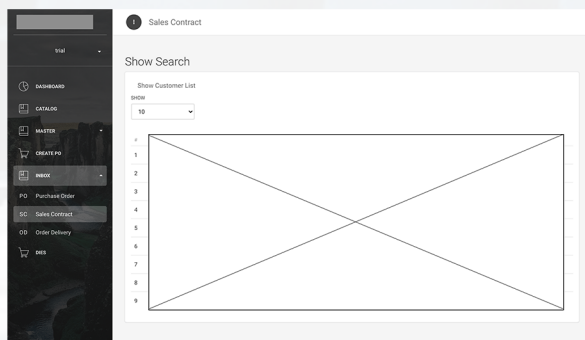 I Sales Contract
trial
DASHBOARD
CATALOG
MASTER
CREATE PO
INBOX
PO Purchase Order
SC Sales Contract
OD Order Delivery
DIES
Show Search
Show Customer List
SHOW
10
#
1
2
3
4
5
6
7
8
9